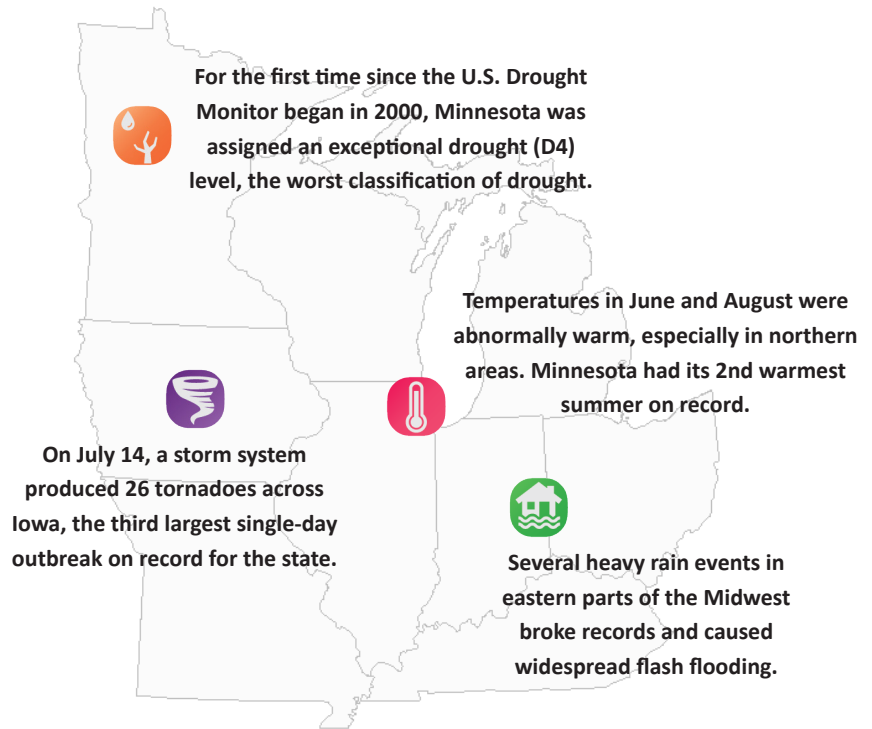 For the first time since the U.S. Drought
Monitor began in 2000, Minnesota was
assigned an exceptional drought (D4)
level, the worst classification of drought.
Temperatures in June and August were
abnormally warm, especially in northern
areas. Minnesota had its 2nd warmest
summer on record.
On July 14, a storm system
produced 26 tornadoes across
Iowa, the third largest single-day
outbreak on record for the state.
Several heavy rain events in
eastern parts of the Midwest
broke records and caused
widespread flash flooding.